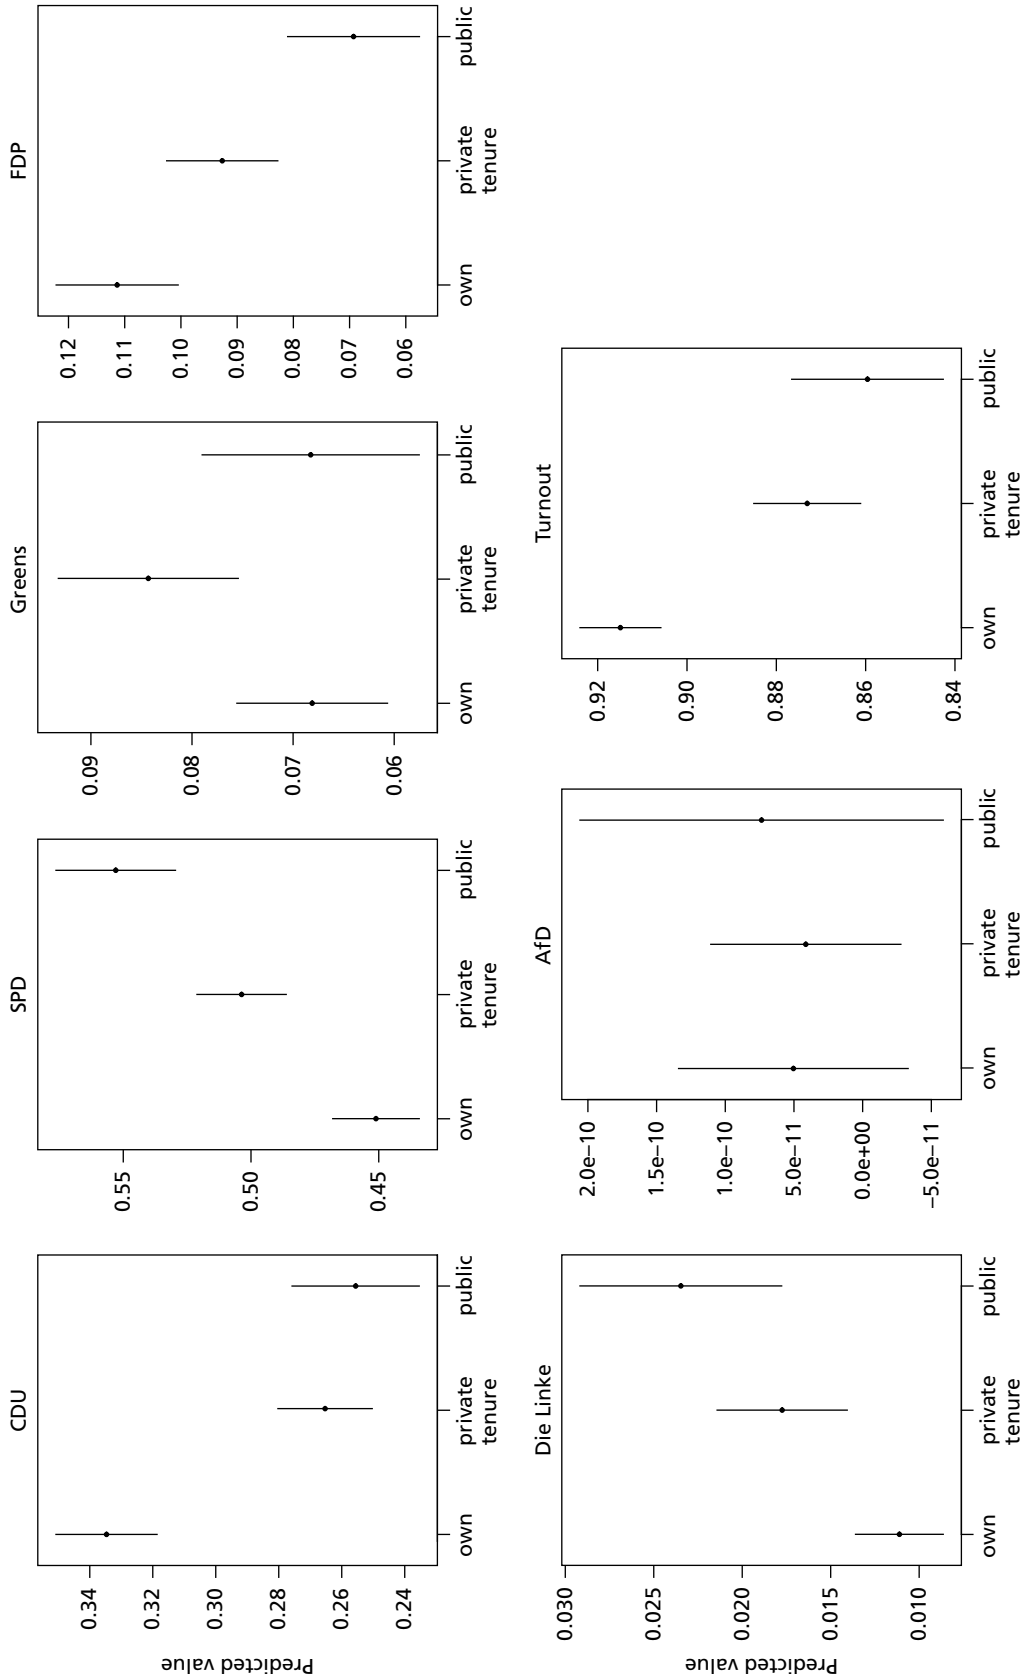 CDU
Predicted value
0.34
0.32
0.30
0.28
0.26
0.24
own private public
tenure
SPD
0.55
0.50
0.45
own private public
tenure
Greens
0.09
0.08
0.07
0.06
own private public
tenure
FDP
0.12
0.11
0.10
0.09
0.08
0.07
0.06
own private public
tenure
Die Linke
Predicted value
0.030
0.025
0.020
0.015
0.010
own private public
tenure
AfD
2.0e-10
1.5e-10
1.0e-10
5.0e-11
0.0e+00
−5.0e-11
own private public
tenure
Turnout
0.92
0.90
0.88
0.86
0.84
own private public
tenure